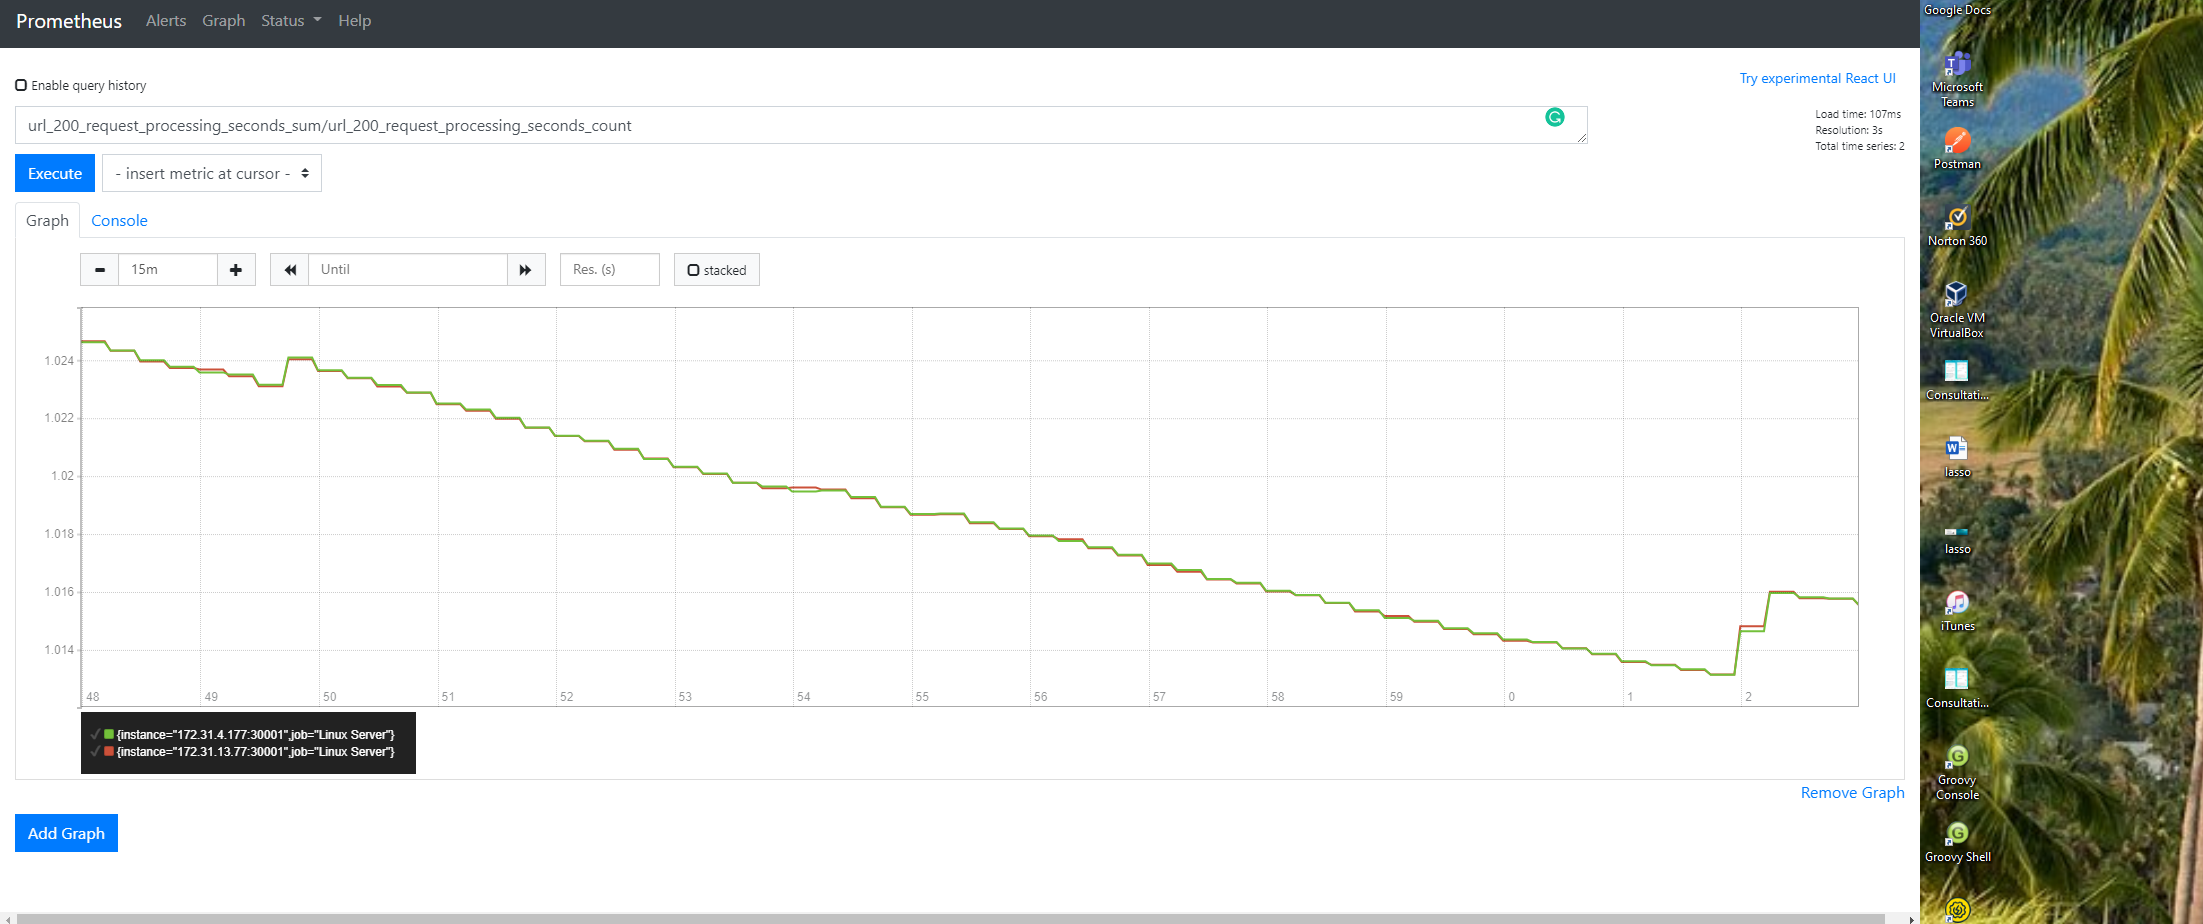 Prometheus Alerts Graph Status Help
Enable query history
Try experimental React UI
url_200_request_processing_seconds_sum/url_200_request_processing_seconds_count
Load time: 107ms
Resolution: 3s
Total time series: 2
Execute
- insert metric at cursor -
Graph
Console
15m
Until
Res. (s)
stacked
1.024
1.022
1.02
1.018
1.016
1.014
48 49 50 51 52 53 54 55 56 57 58 59 0 1 2
{instance="172.31.4.177:30001",job="Linux Server"}
{instance="172.31.13.77:30001",job="Linux Server"}
Remove Graph
Add Graph
Google Docs
Microsoft
Teams
Postman
Norton 360
Oracle VM
VirtualBox
Consultati...
lasso
lasso
iTunes
Consultati...
Groovy
Console
Groovy Shell